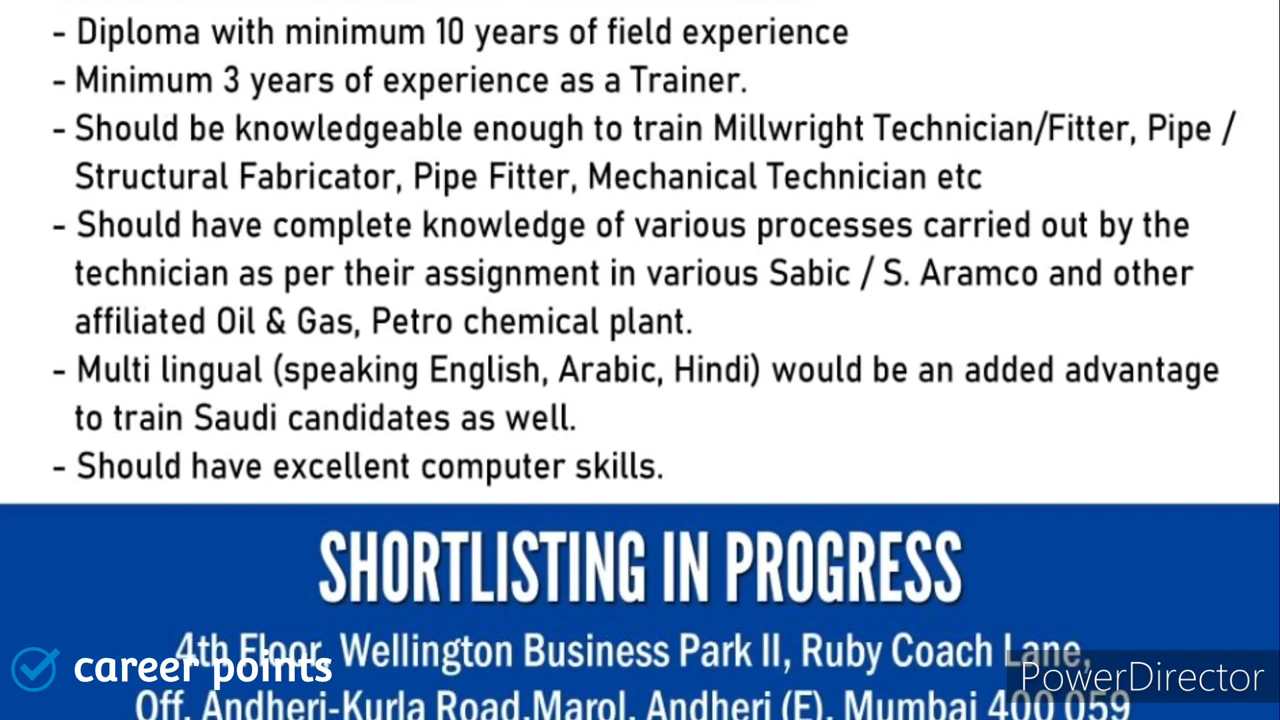 - Diploma with minimum 10 years of field experience
- Minimum 3 years of experience as a Trainer.
- Should be knowledgeable enough to train Millwright Technician/Fitter, Pipe /
Structural Fabricator, Pipe Fitter, Mechanical Technician etc
- Should have complete knowledge of various processes carried out by the
technician as per their assignment in various Sabic / S. Aramco and other
affiliated Oil & Gas, Petro chemical plant.
- Multi lingual (speaking English, Arabic, Hindi) would be an added advantage
to train Saudi candidates as well.
- Should have excellent computer skills.
SHORTLISTING IN PROGRESS
4th Floor, Wellington Business Park II, Ruby Coach Lane,
career points
PowerDirector
Off. Andheri-Kurla Road,Marol, Andheri (E), Mumbai 400 059